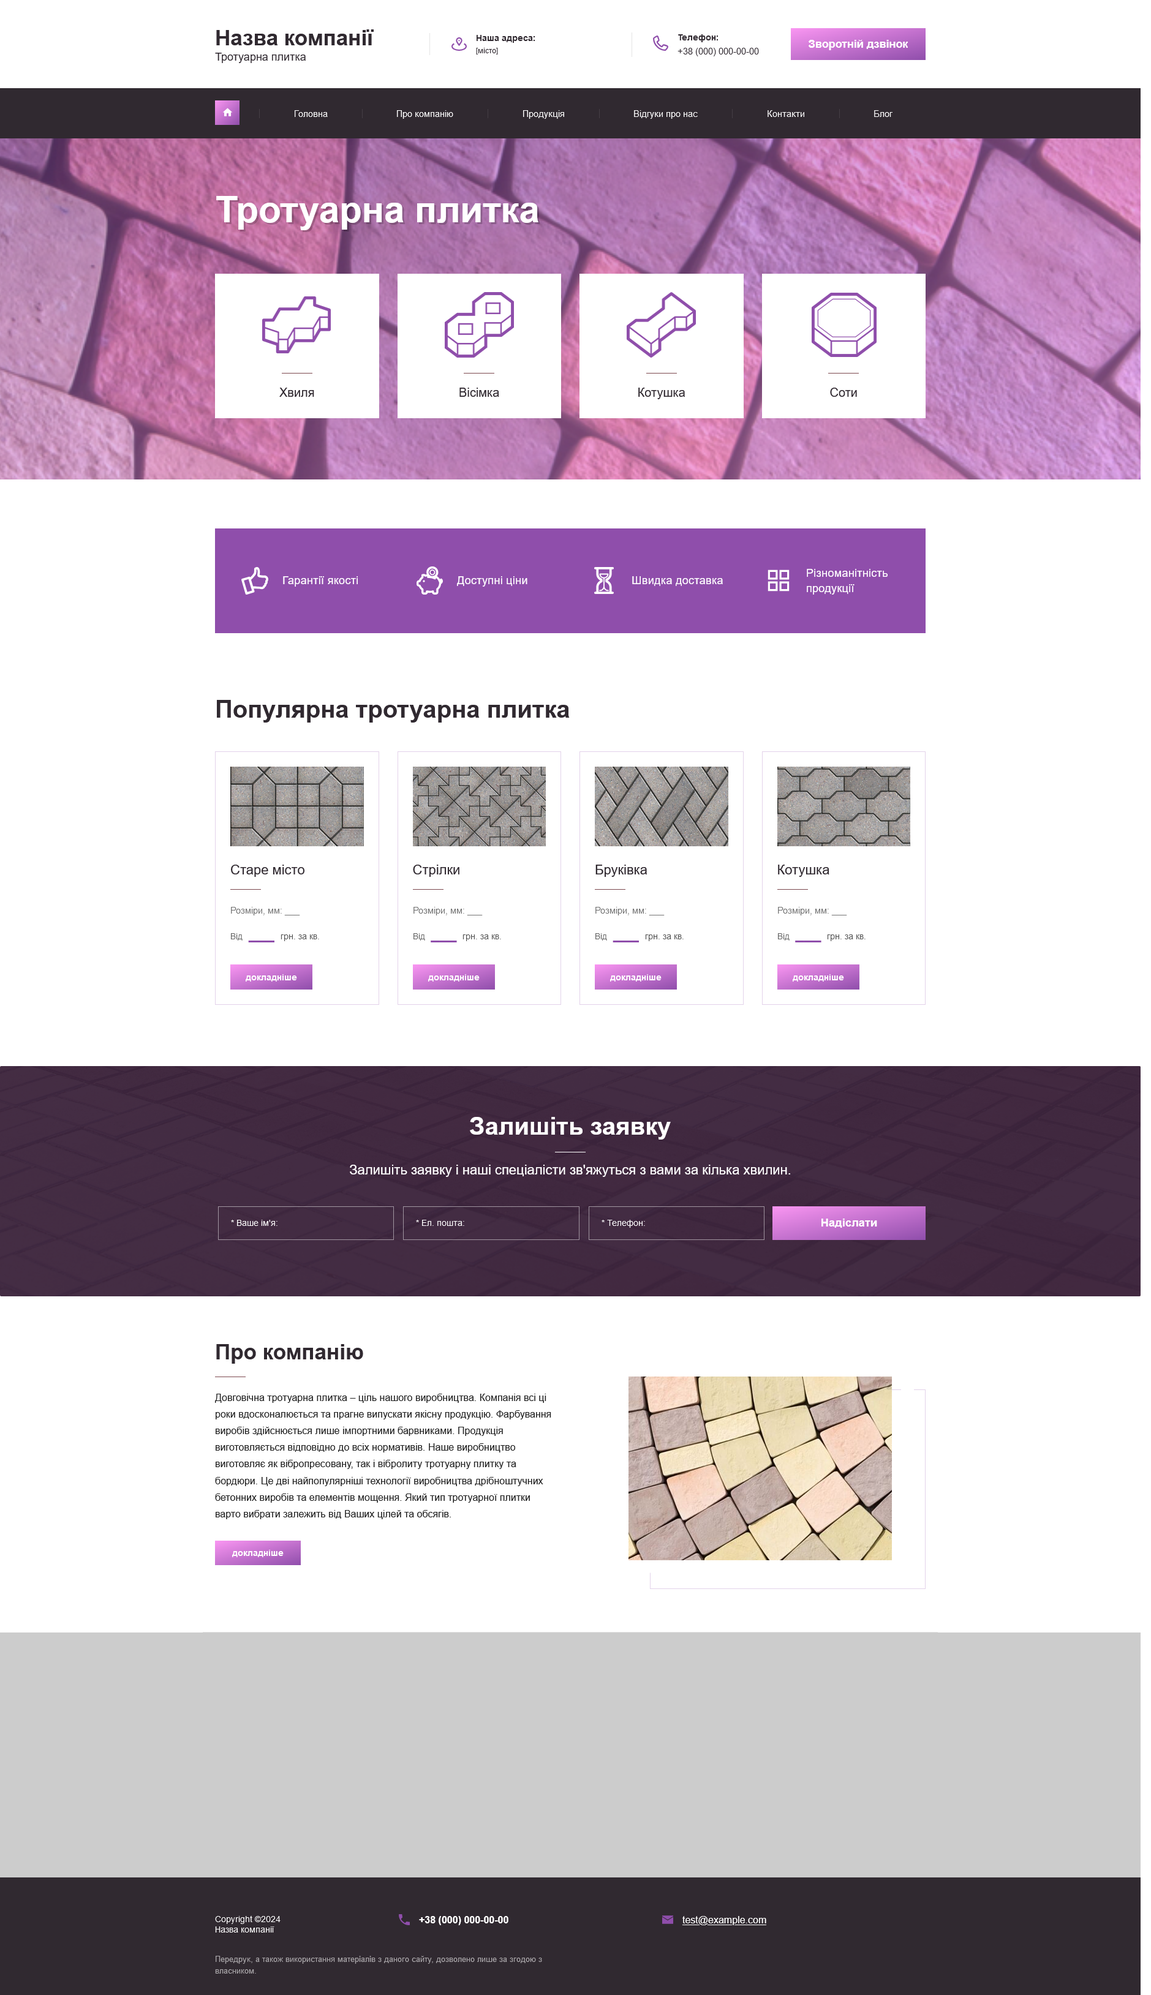 Назва компанії
Тротуарна плитка
Наша адреса:
[місто]
Телефон:
+38 (000) 000-00-00
Зворотній дзвінок
Головна
Про компанію
Продукція
Відгуки про нас
Контакти
Блог
Тротуарна плитка
Хвиля
Вісімка
Котушка
Соти
Гарантії якості
Доступні ціни
Швидка доставка
Різноманітність
продукції
Популярна тротуарна плитка
Старе місто
Розміри, мм: ___
Від ____ грн. за кв.
докладніше
Стрілки
Розміри, мм: ___
Від ____ грн. за кв.
докладніше
Бруківка
Розміри, мм: ___
Від ____ грн. за кв.
докладніше
Котушка
Розміри, мм: ___
Від ____ грн. за кв.
докладніше
Залишіть заявку
Залишіть заявку і наші спеціалісти зв'яжуться з вами за кілька хвилин.
* Ваше ім'я:
* Ел. пошта:
* Телефон:
Надіслати
Про компанію
Довговічна тротуарна плитка – ціль нашого виробництва. Компанія всі ці
роки вдосконалюється та прагне випускати якісну продукцію. Фарбування
виробів здійснюється лише імпортними барвниками. Продукція
виготовляється відповідно до всіх нормативів. Наше виробництво
виготовляє як вібропресовану, так і вібролиту тротуарну плитку та
бордюри. Це дві найпопулярніші технології виробництва дрібноштучних
бетонних виробів та елементів мощення. Який тип тротуарної плитки
варто вибрати залежить від Ваших цілей та обсягів.
докладніше
Copyright ©2024
Назва компанії
+38 (000) 000-00-00
test@example.com
Передрук, а також використання матеріалів з даного сайту, дозволено лише за згодою з
власником.